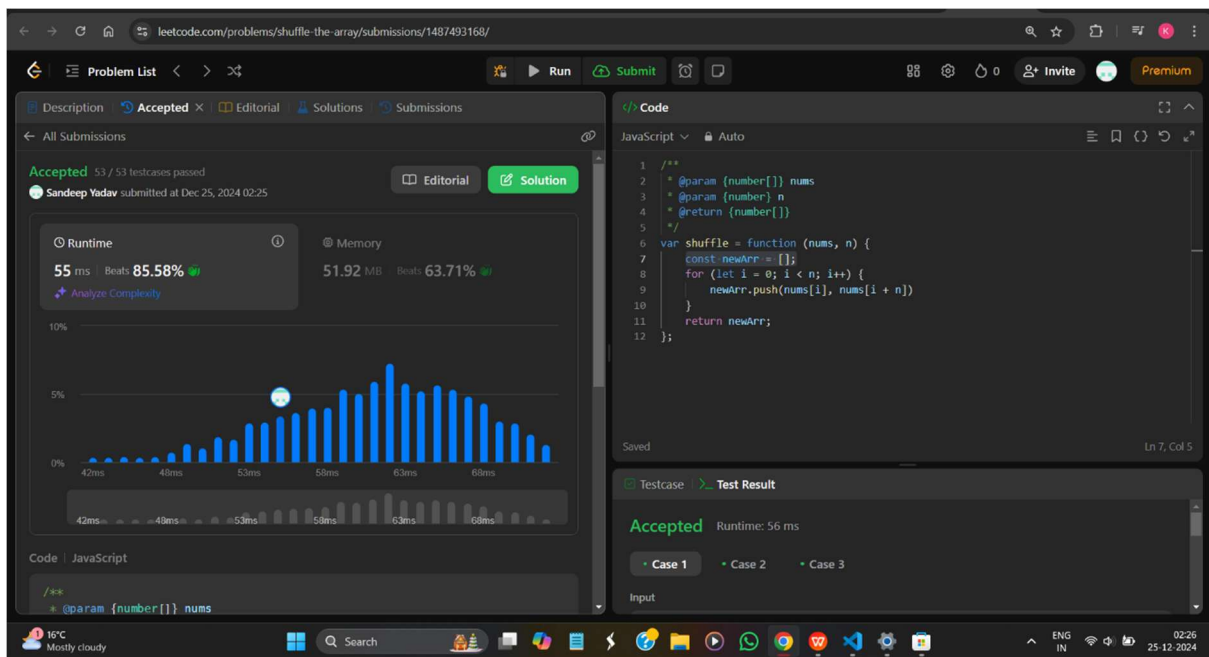 leetcode.com/problems/shuffle-the-array/submissions/1487493168/
K
Problem List
Run
Submit
0
Invite
Premium
Description
Accepted
Editorial
Solutions
Submissions
All Submissions
Accepted 53 / 53 testcases passed
Sandeep Yadav submitted at Dec 25, 2024 02:25
Editorial
Solution
Runtime
55 ms Beats 85.58%
Analyze Complexity
Memory
51.92 MB Beats 63.71%
10%
5%
0%
42ms 48ms 53ms 58ms 63ms 68ms
42ms 48ms 53ms 58ms 63ms 68ms
Code | JavaScript
/**
* @param {number[]} nums
</> Code
JavaScript Auto
1 /**
2 * @param {number[]} nums
3 * @param {number} n
4 * @return {number[]}
5 */
6 var shuffle = function (nums, n) {
7 const newArr = [];
8 for (let i = 0; i < n; i++) {
9 newArr.push(nums[i], nums[i + n])
10 }
11 return newArr;
12 };
Saved
Ln 7, Col 5
Testcase
Test Result
Accepted Runtime: 56 ms
• Case 1 • Case 2 • Case 3
Input
1
16°C
Mostly cloudy
Search
ENG
IN
02:26
25-12-2024